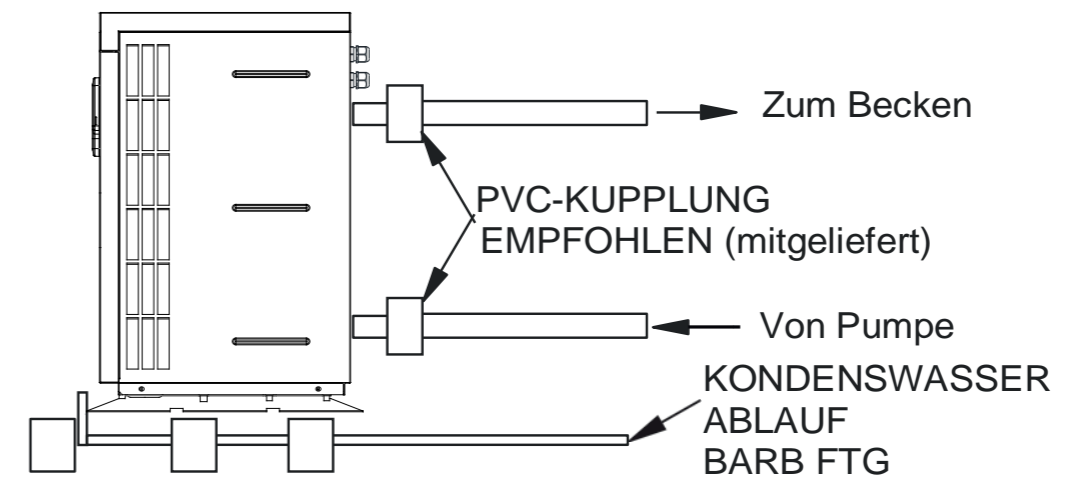 Zum Becken
PVC-KUPPLUNG
EMPFOHLEN (mitgeliefert)
Von Pumpe
KONDENSWASSER
ABLAUF
BARB FTG